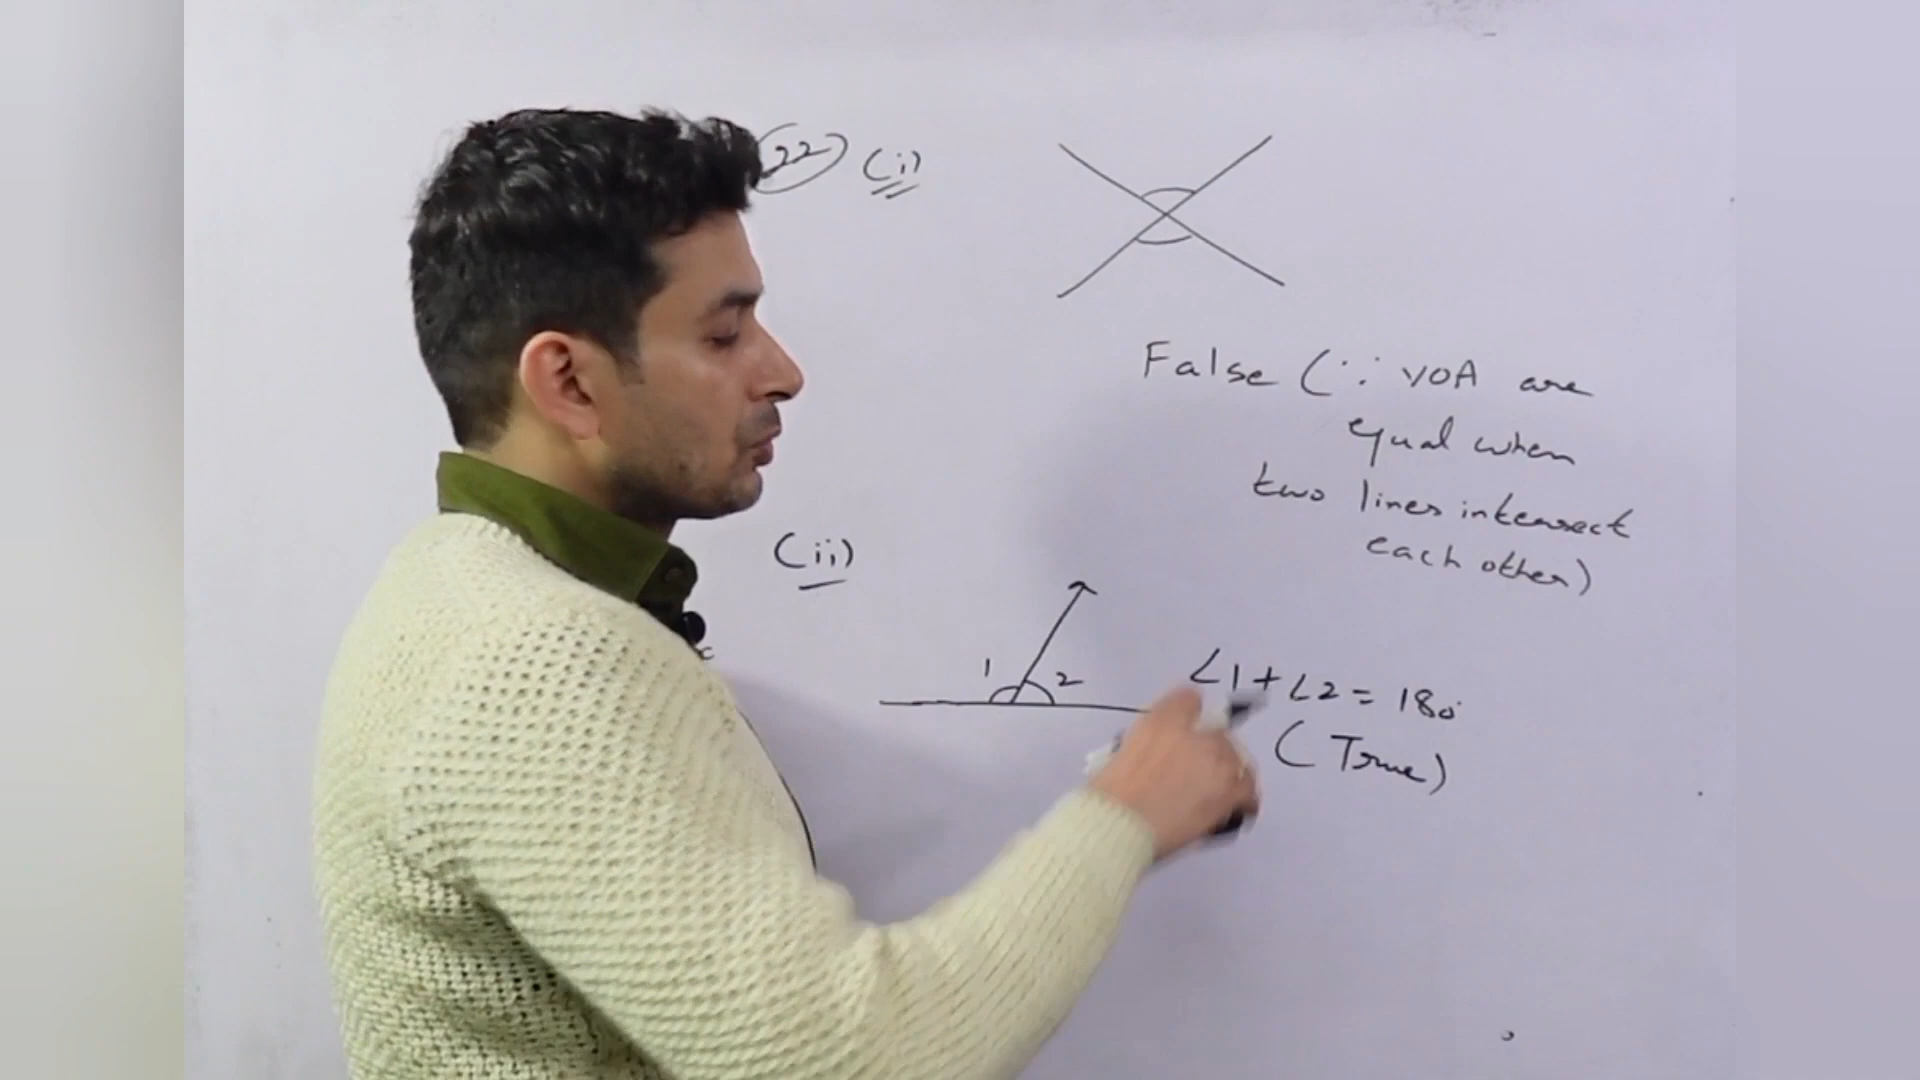 22 (i)
False (∵ VOA are
equal when
two lines intersect
each other)
(ii)
1 2
∠1+∠2 = 180°
(True)